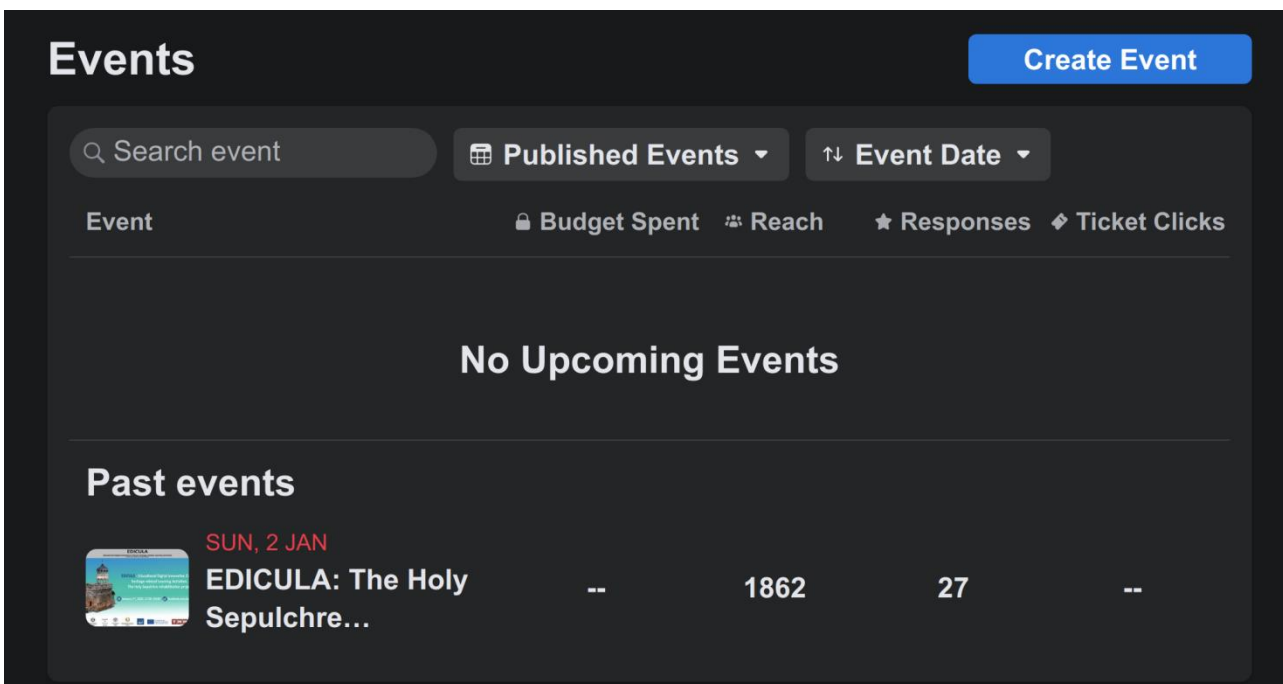 Events
Create Event
Search event
Published Events
Event Date
Event
Budget Spent
Reach
Responses
Ticket Clicks
No Upcoming Events
Past events
EDICULA
SUN, 2 JAN
EDICULA: The Holy
Sepulchre…
--
1862
27
--